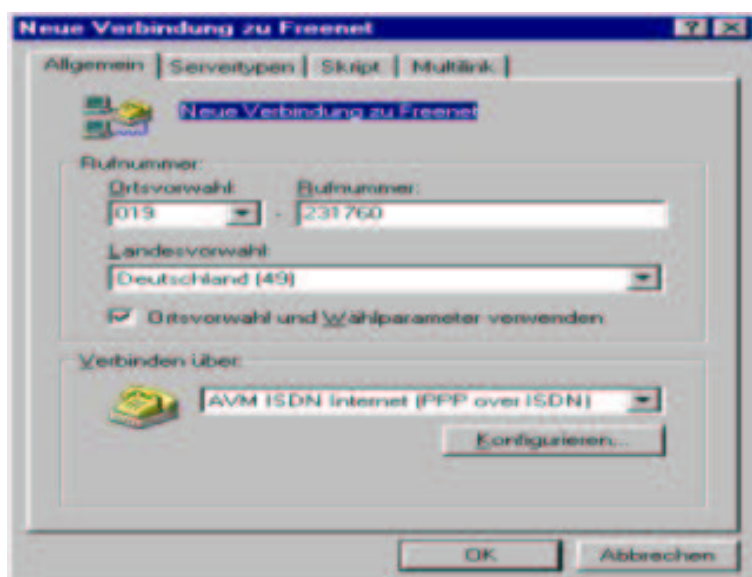 Neue Verbindung zu Freenet
Allgemein Servertypen Skript Multilink
Neue Verbindung zu Freenet
Rufnummer:
Ortsvorwahl: Rufnummer:
019 - 231760
Landesvorwahl:
Deutschland (49)
Ortsvorwahl und Wählparameter verwenden
Verbinden über:
AVM ISDN Internet (PPP over ISDN)
Konfigurieren...
OK Abbrechen